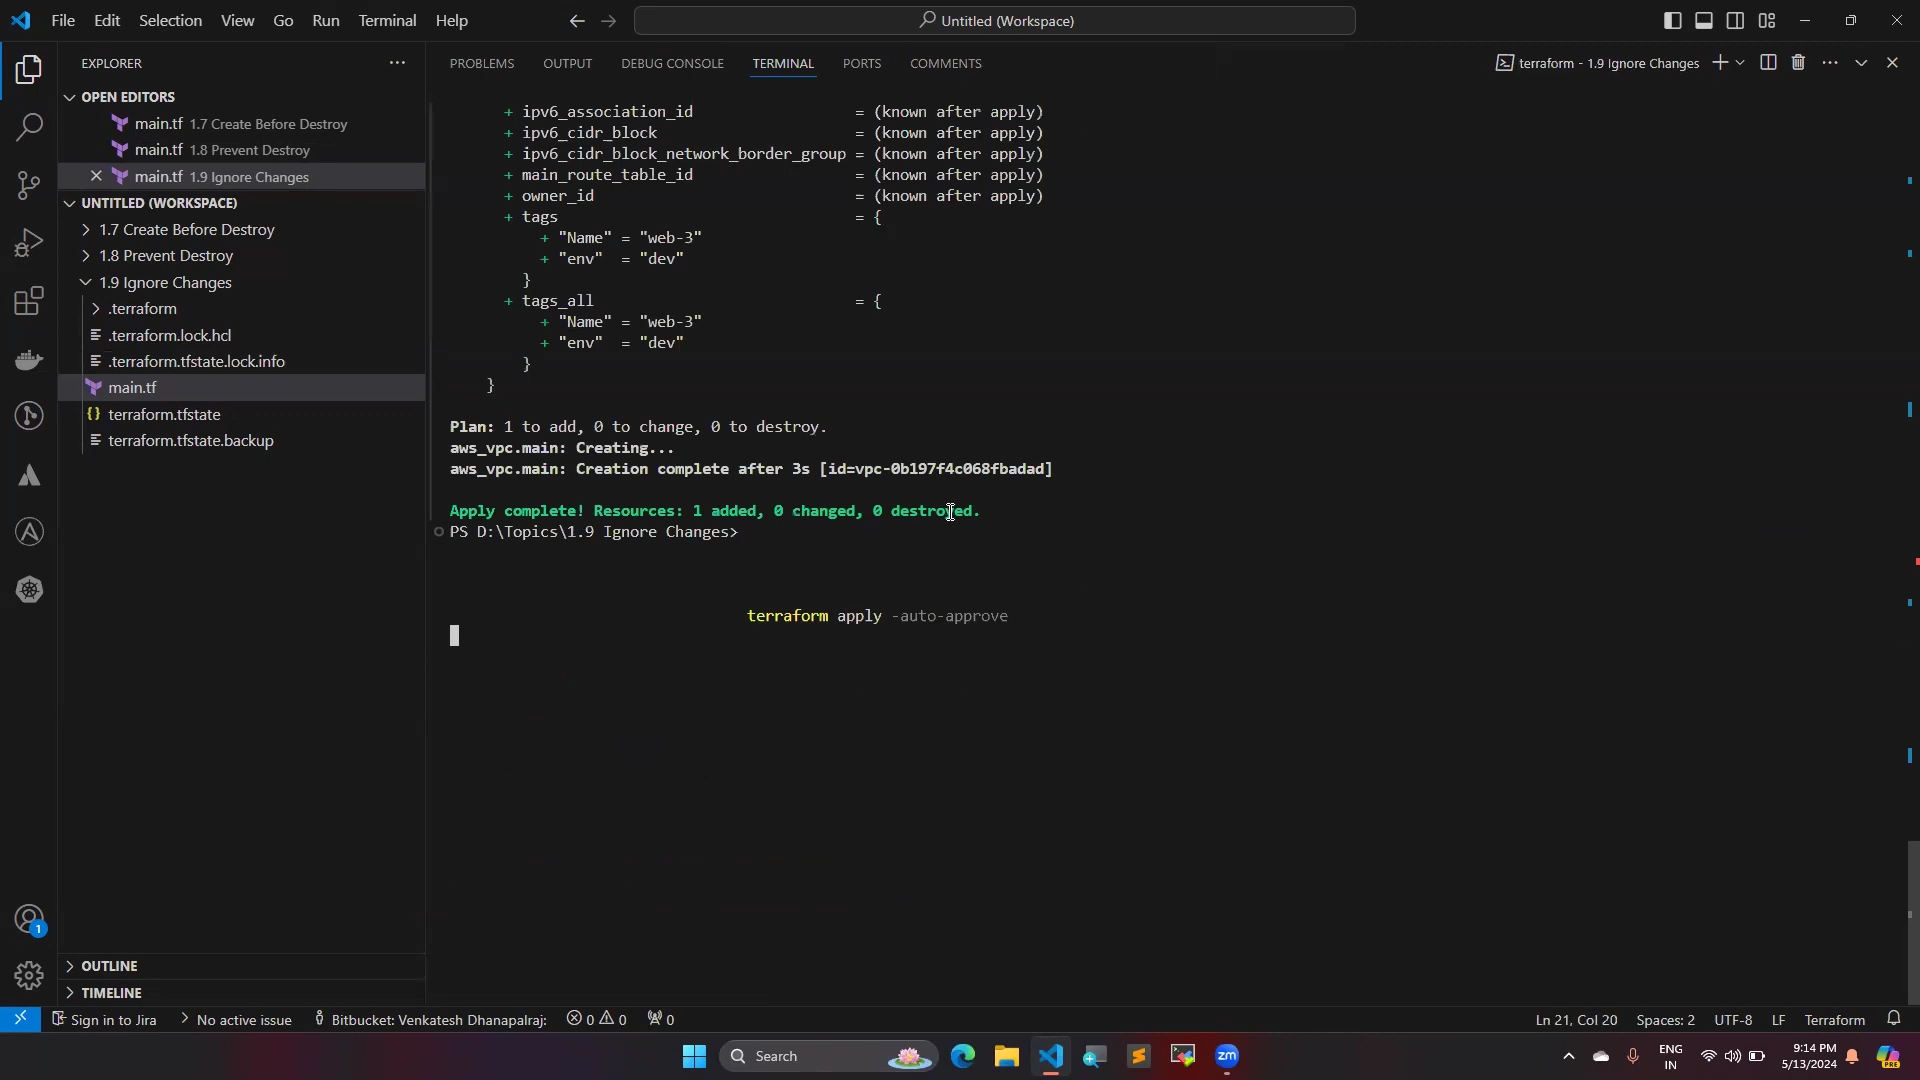 File Edit Selection View Go Run Terminal Help
Untitled (Workspace)
EXPLORER
OPEN EDITORS
main.tf 1.7 Create Before Destroy
main.tf 1.8 Prevent Destroy
main.tf 1.9 Ignore Changes
UNTITLED (WORKSPACE)
1.7 Create Before Destroy
1.8 Prevent Destroy
1.9 Ignore Changes
.terraform
.terraform.lock.hcl
.terraform.tfstate.lock.info
main.tf
terraform.tfstate
terraform.tfstate.backup
OUTLINE
TIMELINE
PROBLEMS OUTPUT DEBUG CONSOLE TERMINAL PORTS COMMENTS
terraform - 1.9 Ignore Changes
+ ipv6_association_id = (known after apply)
+ ipv6_cidr_block = (known after apply)
+ ipv6_cidr_block_network_border_group = (known after apply)
+ main_route_table_id = (known after apply)
+ owner_id = (known after apply)
+ tags = {
+ "Name" = "web-3"
+ "env" = "dev"
}
+ tags_all = {
+ "Name" = "web-3"
+ "env" = "dev"
}
}
Plan: 1 to add, 0 to change, 0 to destroy.
aws_vpc.main: Creating...
aws_vpc.main: Creation complete after 3s [id=vpc-0b197f4c068fbadad]
Apply complete! Resources: 1 added, 0 changed, 0 destroyed.
PS D:\Topics\1.9 Ignore Changes>
terraform apply -auto-approve
1
Sign in to Jira No active issue Bitbucket: Venkatesh Dhanapalraj: 0 0 0
Ln 21, Col 20 Spaces: 2 UTF-8 LF Terraform
Search
zm
ENG
IN
9:14 PM
5/13/2024
PRE